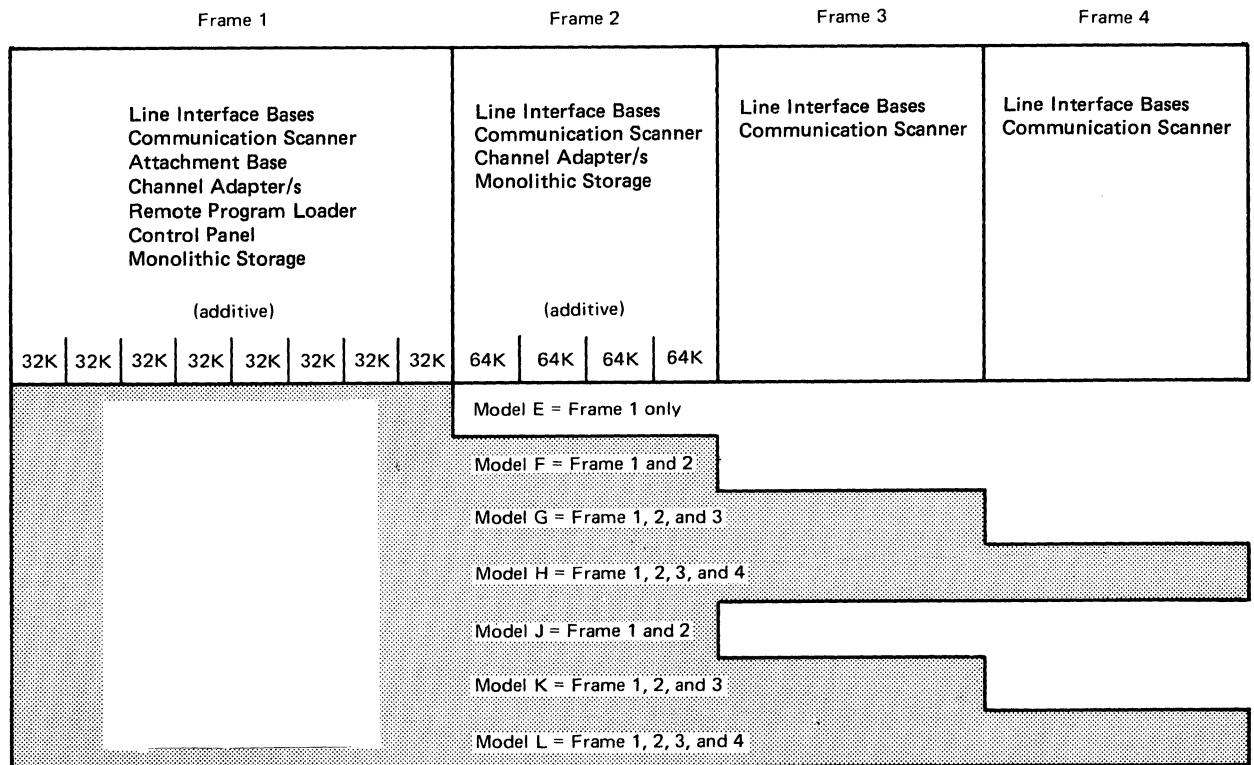 Frame 1
Frame 2
Frame 3
Frame 4
Line Interface Bases
Communication Scanner
Attachment Base
Channel Adapter/s
Remote Program Loader
Control Panel
Monolithic Storage
(additive)
32K 32K 32K 32K 32K 32K 32K 32K
Line Interface Bases
Communication Scanner
Channel Adapter/s
Monolithic Storage
(additive)
64K 64K 64K 64K
Line Interface Bases
Communication Scanner
Line Interface Bases
Communication Scanner
Model E = Frame 1 only
Model F = Frame 1 and 2
Model G = Frame 1, 2, and 3
Model H = Frame 1, 2, 3, and 4
Model J = Frame 1 and 2
Model K = Frame 1, 2, and 3
Model L = Frame 1, 2, 3, and 4